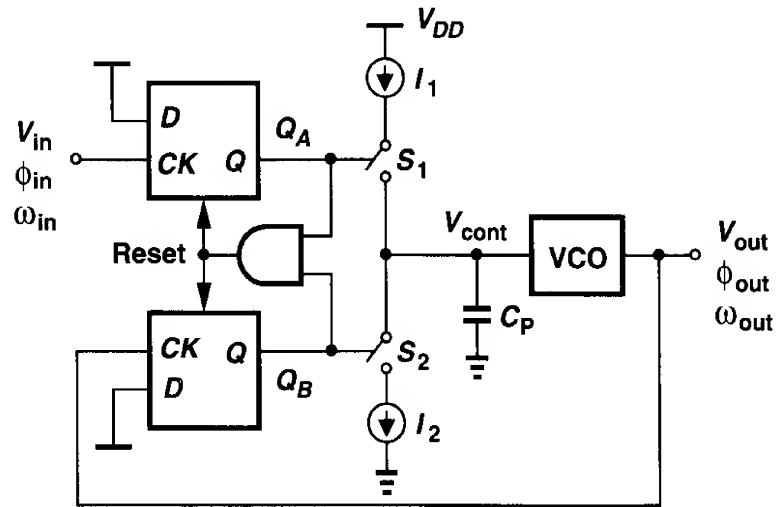 V_DD
I_1
D
Q_A
V_in
CK
Q
S_1
ϕ_in
ω_in
Reset
V_cont
VCO
V_out
ϕ_out
ω_out
C_P
CK
Q
S_2
D
Q_B
I_2